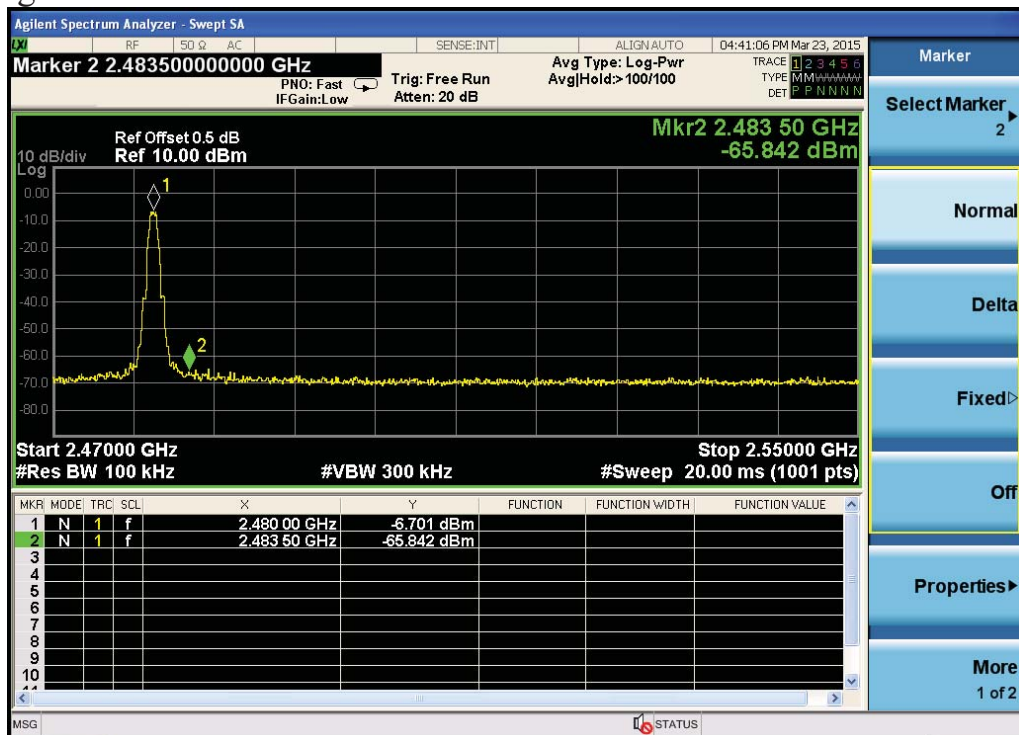 Agilent Spectrum Analyzer - Swept SA
LXI RF 50 Ω AC SENSE:INT ALIGN AUTO 04:41:06 PM Mar 23, 2015
Marker 2 2.483500000000 GHz
PNO: Fast
IFGain:Low
Trig: Free Run
Atten: 20 dB
Avg Type: Log-Pwr
Avg|Hold:>100/100
TRACE 1 2 3 4 5 6
TYPE MMWWWW
DET P P N N N N
Mkr2 2.483 50 GHz
-65.842 dBm
Ref Offset 0.5 dB
10 dB/div Ref 10.00 dBm
Log
0.00
-10.0
-20.0
-30.0
-40.0
-50.0
-60.0
-70.0
-80.0
1
2
Start 2.47000 GHz Stop 2.55000 GHz
#Res BW 100 kHz #VBW 300 kHz #Sweep 20.00 ms (1001 pts)
MKR MODE TRC SCL X Y FUNCTION FUNCTION WIDTH FUNCTION VALUE
1 N 1 f 2.480 00 GHz -6.701 dBm
2 N 1 f 2.483 50 GHz -65.842 dBm
3
4
5
6
7
8
9
10
MSG STATUS
Marker
Select Marker
2
Normal
Delta
Fixed
Off
Properties
More
1 of 2